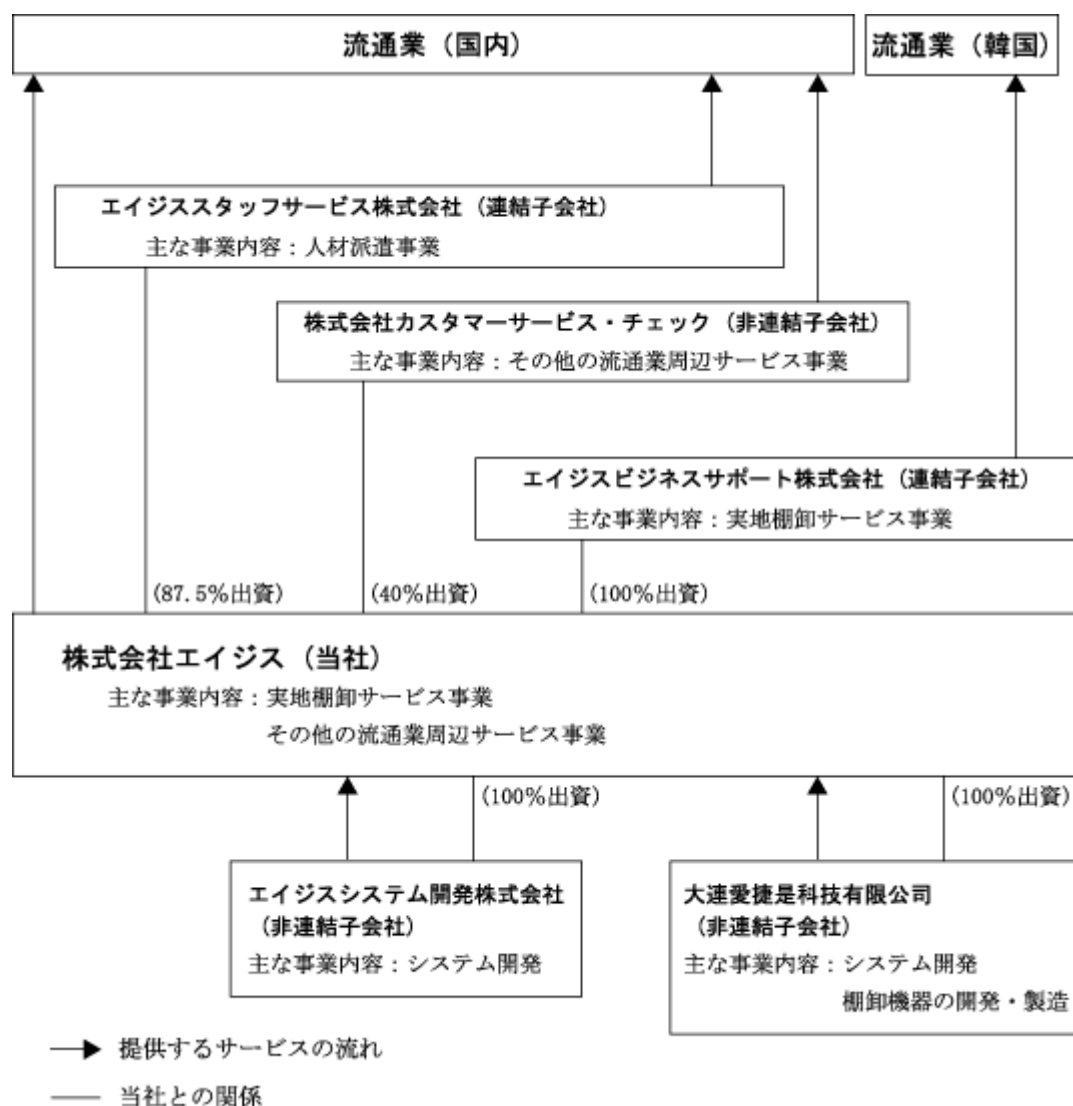 流通業（国内）
流通業（韓国）
エイジススタッフサービス株式会社（連結子会社）
主な事業内容：人材派遣事業
株式会社カスタマーサービス・チェック（非連結子会社）
主な事業内容：その他の流通業周辺サービス事業
エイジスビジネスサポート株式会社（連結子会社）
主な事業内容：実地棚卸サービス事業
(87.5%出資)
(40%出資)
(100%出資)
株式会社エイジス（当社）
主な事業内容：実地棚卸サービス事業
その他の流通業周辺サービス事業
(100%出資)
(100%出資)
エイジスシステム開発株式会社
（非連結子会社）
主な事業内容：システム開発
大連愛捷是科技有限公司
（非連結子会社）
主な事業内容：システム開発
棚卸機器の開発・製造
提供するサービスの流れ
当社との関係